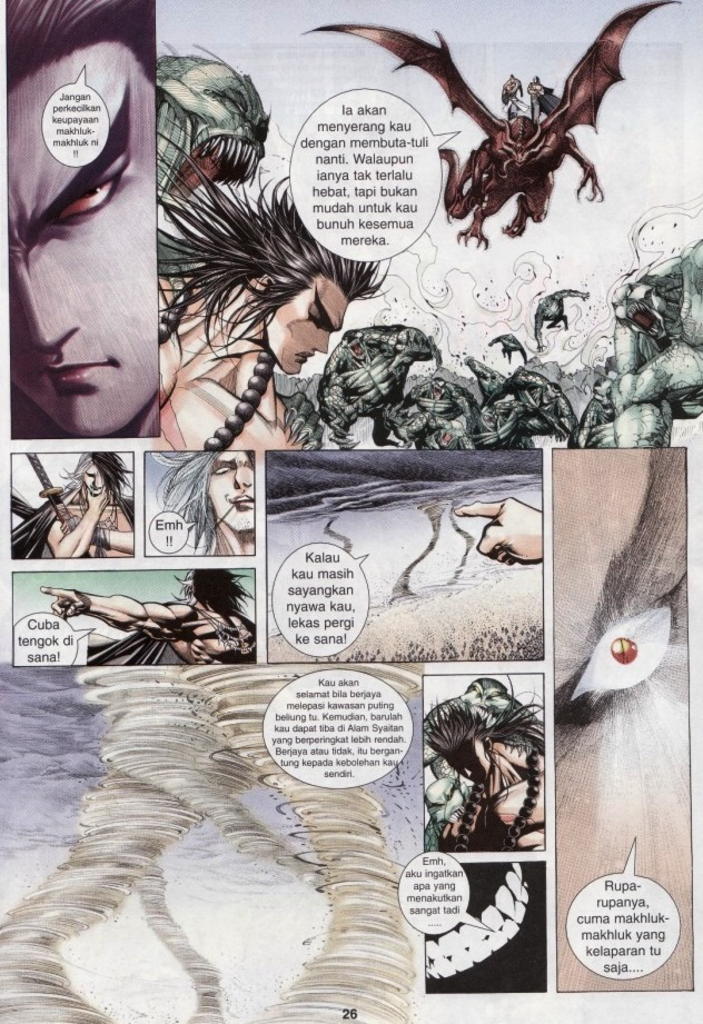 Jangan
perkecilkan
keupayaan
makhluk-
makhluk ni
!!
Ia akan
menyerang kau
dengan membuta-tuli
nanti. Walaupun
ianya tak terlalu
hebat, tapi bukan
mudah untuk kau
bunuh kesemua
mereka.
Emh
!!
Cuba
tengok di
sana!
Kalau
kau masih
sayangkan
nyawa kau,
lekas pergi
ke sana!
Kau akan
selamat bila berjaya
melepasi kawasan puting
beliung tu. Kemudian, barulah
kau dapat tiba di Alam Syaitan
yang berperingkat lebih rendah.
Berjaya atau tidak, itu bergan-
tung kepada kebolehan kau
sendiri.
Emh,
aku ingatkan
apa yang
menakutkan
sangat tadi
.....
Rupa-
rupanya,
cuma makhluk-
makhluk yang
kelaparan tu
saja....
26